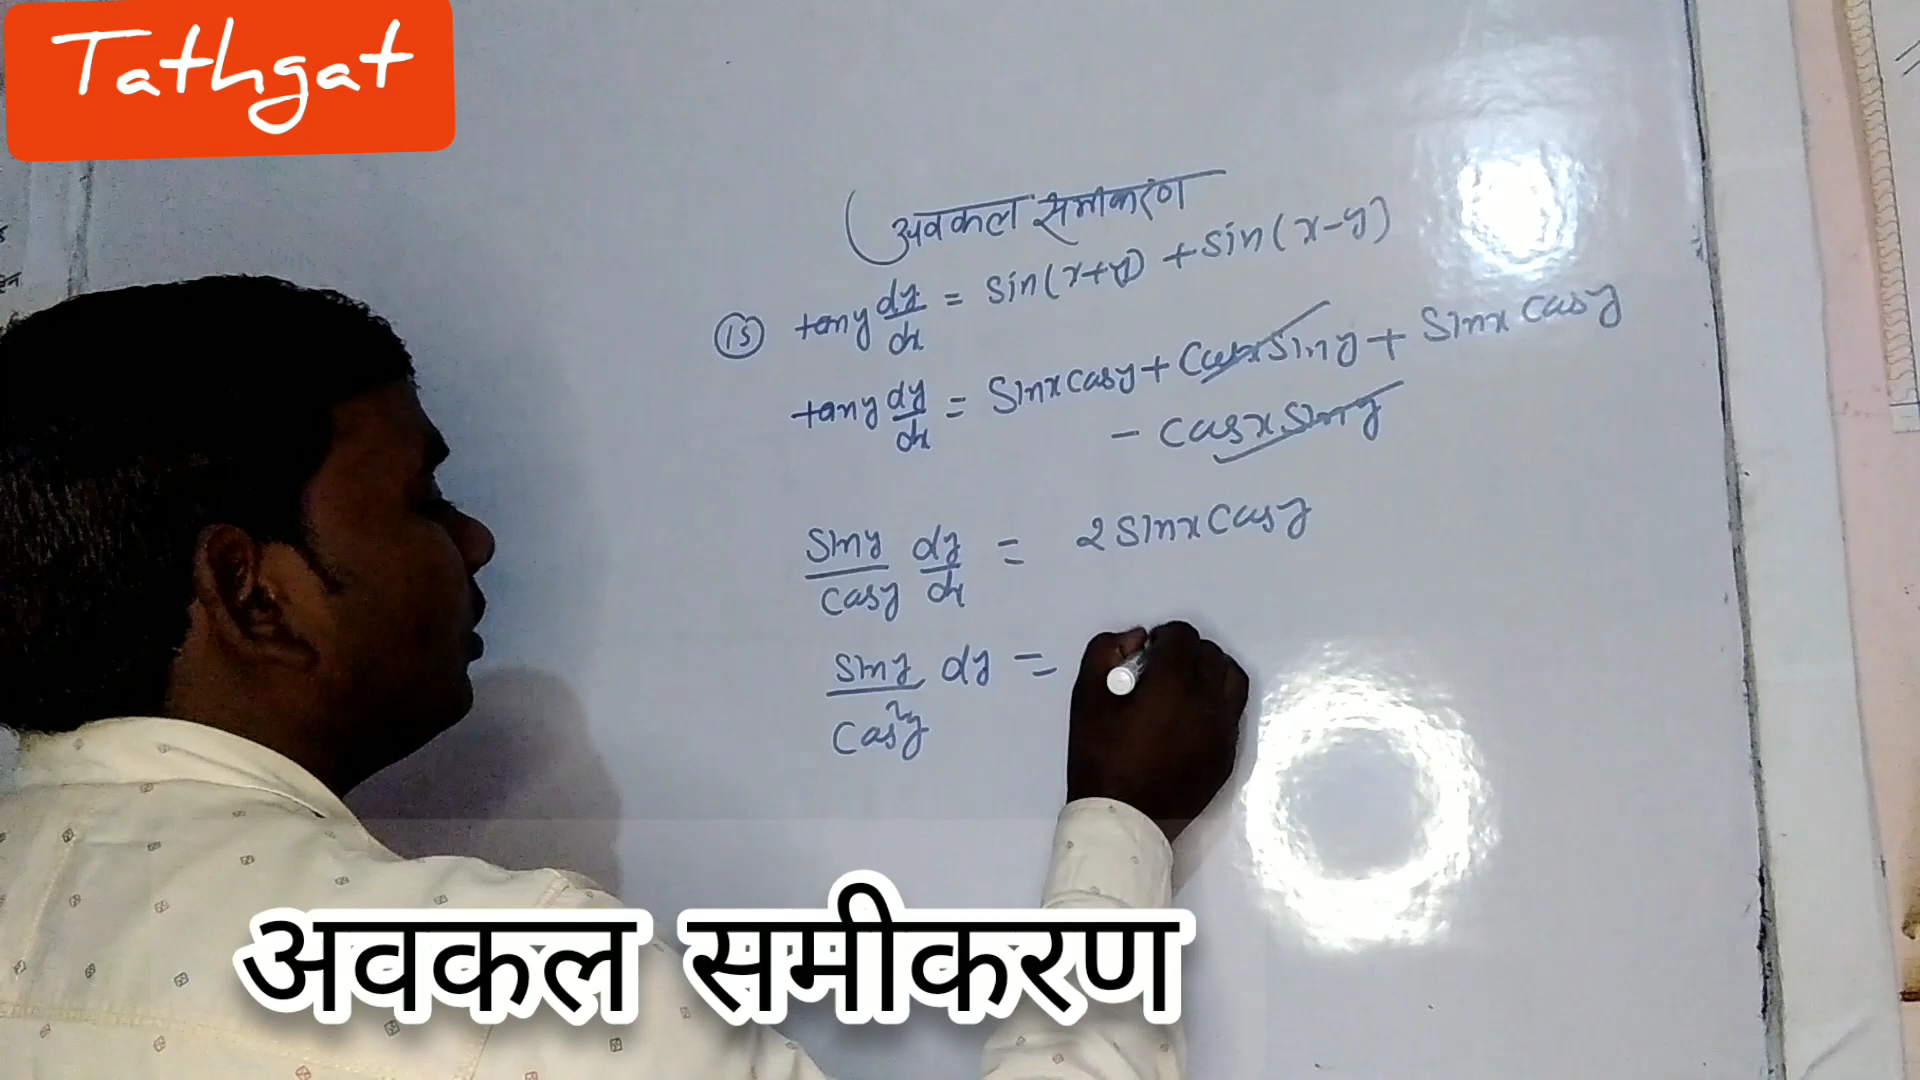 Tathgat
अवकल समीकरण
(15) tany dy/dx = sin(x+y) + sin(x-y)
tany dy/dx = sinx cosy + cosx siny + sinx cosy
- cosx siny
siny/cosy dy/dx = 2 sinx cosy
siny/cos²y dy =
अवकल समीकरण